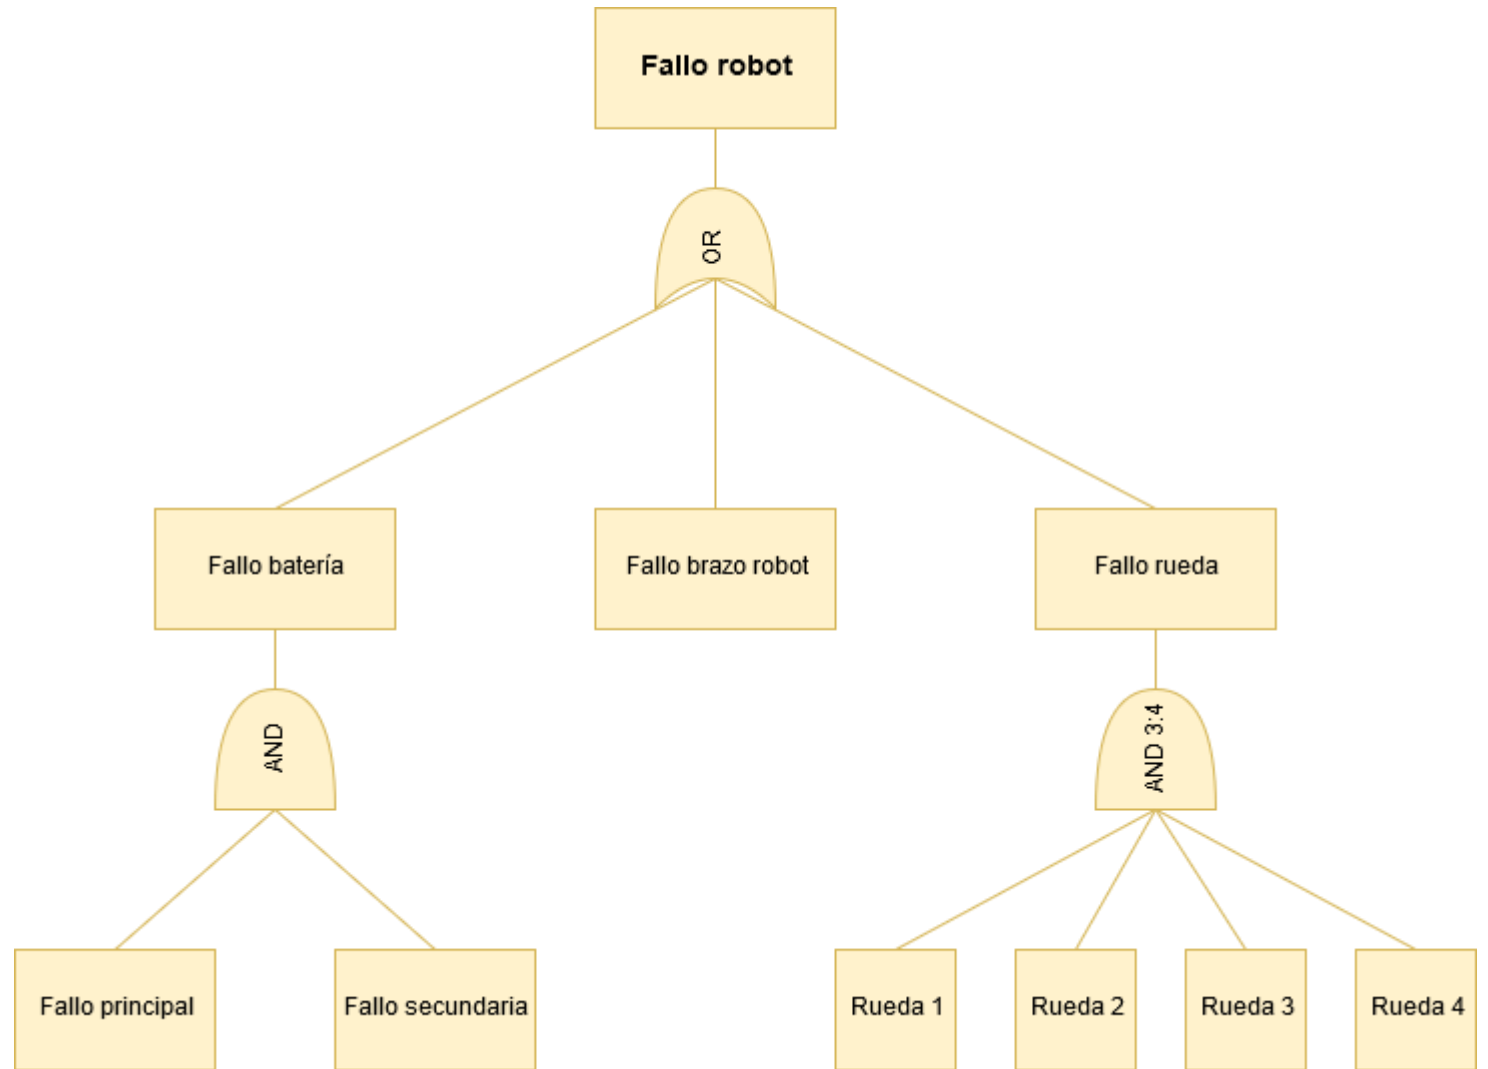 Fallo robot
OR
Fallo batería
Fallo brazo robot
Fallo rueda
AND
AND 3:4
Fallo principal
Fallo secundaria
Rueda 1
Rueda 2
Rueda 3
Rueda 4